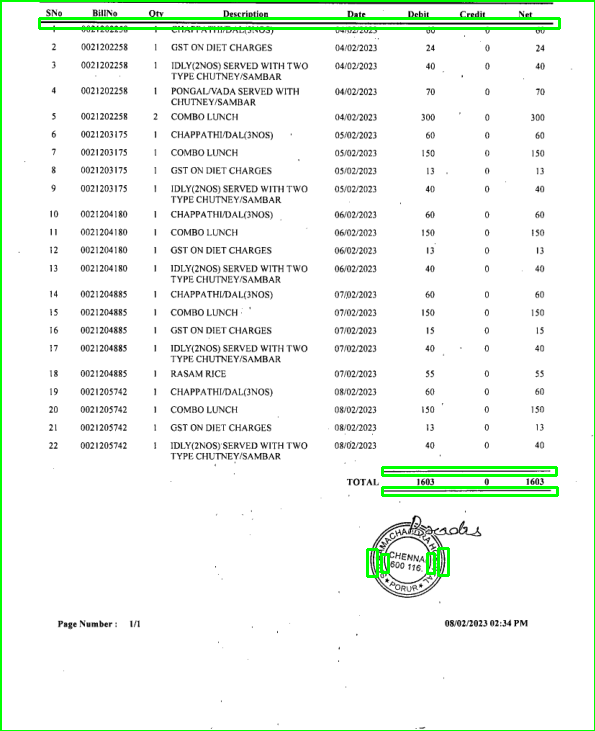 SNo BillNo Qty Description Date Debit Credit Net
1 0021202258 1 CHAPPATHI/DAL(3NOS) 04/02/2023 60 0 60
2 0021202258 1 GST ON DIET CHARGES 04/02/2023 24 0 24
3 0021202258 1 IDLY(2NOS) SERVED WITH TWO 04/02/2023 40 0 40
TYPE CHUTNEY/SAMBAR
4 0021202258 1 PONGAL/VADA SERVED WITH 04/02/2023 70 0 70
CHUTNEY/SAMBAR
5 0021202258 2 COMBO LUNCH 04/02/2023 300 0 300
6 0021203175 1 CHAPPATHI/DAL(3NOS) 05/02/2023 60 0 60
7 0021203175 1 COMBO LUNCH 05/02/2023 150 0 150
8 0021203175 1 GST ON DIET CHARGES 05/02/2023 13 0 13
9 0021203175 1 IDLY(2NOS) SERVED WITH TWO 05/02/2023 40 0 40
TYPE CHUTNEY/SAMBAR
10 0021204180 1 CHAPPATHI/DAL(3NOS) 06/02/2023 60 0 60
11 0021204180 1 COMBO LUNCH 06/02/2023 150 0 150
12 0021204180 1 GST ON DIET CHARGES 06/02/2023 13 0 13
13 0021204180 1 IDLY(2NOS) SERVED WITH TWO 06/02/2023 40 0 40
TYPE CHUTNEY/SAMBAR
14 0021204885 1 CHAPPATHI/DAL(3NOS) 07/02/2023 60 0 60
15 0021204885 1 COMBO LUNCH 07/02/2023 150 0 150
16 0021204885 1 GST ON DIET CHARGES 07/02/2023 15 0 15
17 0021204885 1 IDLY(2NOS) SERVED WITH TWO 07/02/2023 40 0 40
TYPE CHUTNEY/SAMBAR
18 0021204885 1 RASAM RICE 07/02/2023 55 0 55
19 0021205742 1 CHAPPATHI/DAL(3NOS) 08/02/2023 60 0 60
20 0021205742 1 COMBO LUNCH 08/02/2023 150 0 150
21 0021205742 1 GST ON DIET CHARGES 08/02/2023 13 0 13
22 0021205742 1 IDLY(2NOS) SERVED WITH TWO 08/02/2023 40 0 40
TYPE CHUTNEY/SAMBAR
TOTAL 1603 0 1603
CHENNAI
600 116.
PORUR
Page Number : 1/1 08/02/2023 02:34 PM